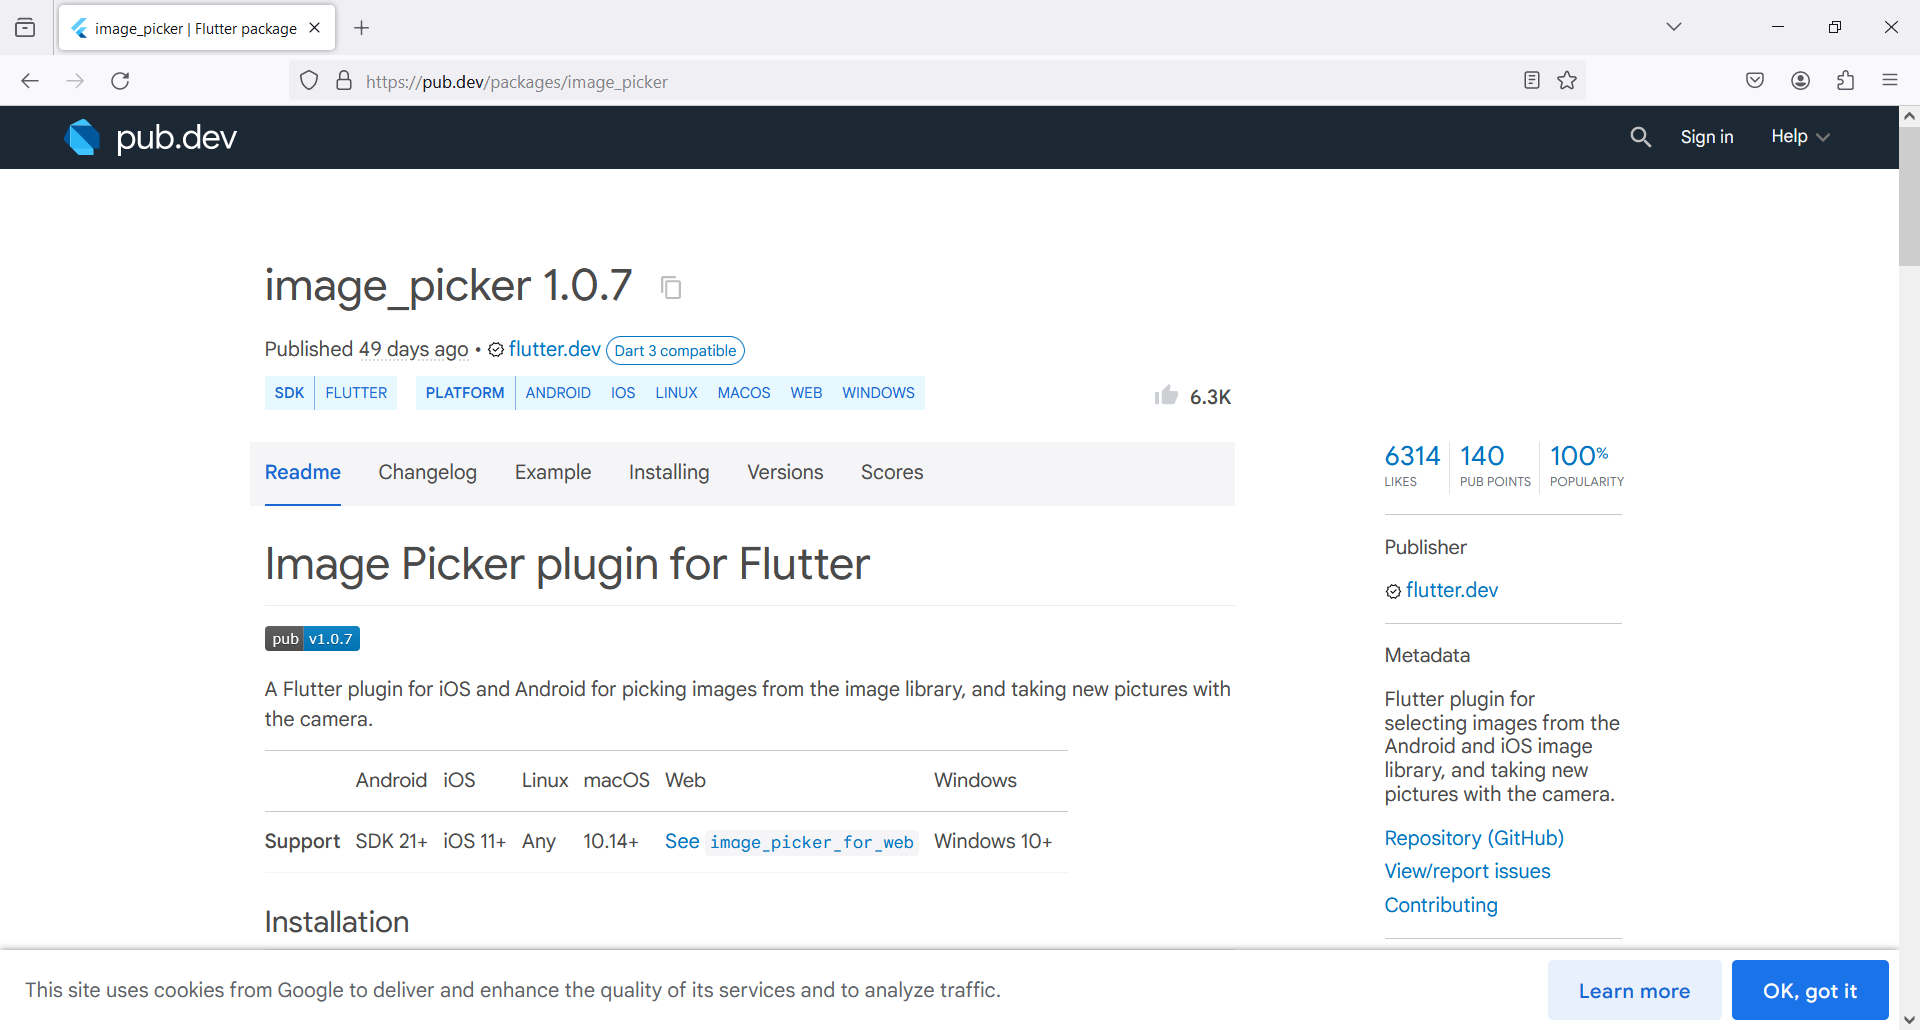 image_picker | Flutter package
https://pub.dev/packages/image_picker
pub.dev
Sign in
Help
image_picker 1.0.7
Published 49 days ago • flutter.dev Dart 3 compatible
SDK FLUTTER PLATFORM ANDROID IOS LINUX MACOS WEB WINDOWS
6.3K
Readme Changelog Example Installing Versions Scores
Image Picker plugin for Flutter
pub v1.0.7
A Flutter plugin for iOS and Android for picking images from the image library, and taking new pictures with
the camera.
Android iOS Linux macOS Web Windows
Support SDK 21+ iOS 11+ Any 10.14+ See image_picker_for_web Windows 10+
Installation
6314 140 100%
LIKES PUB POINTS POPULARITY
Publisher
flutter.dev
Metadata
Flutter plugin for
selecting images from the
Android and iOS image
library, and taking new
pictures with the camera.
Repository (GitHub)
View/report issues
Contributing
This site uses cookies from Google to deliver and enhance the quality of its services and to analyze traffic.
Learn more
OK, got it